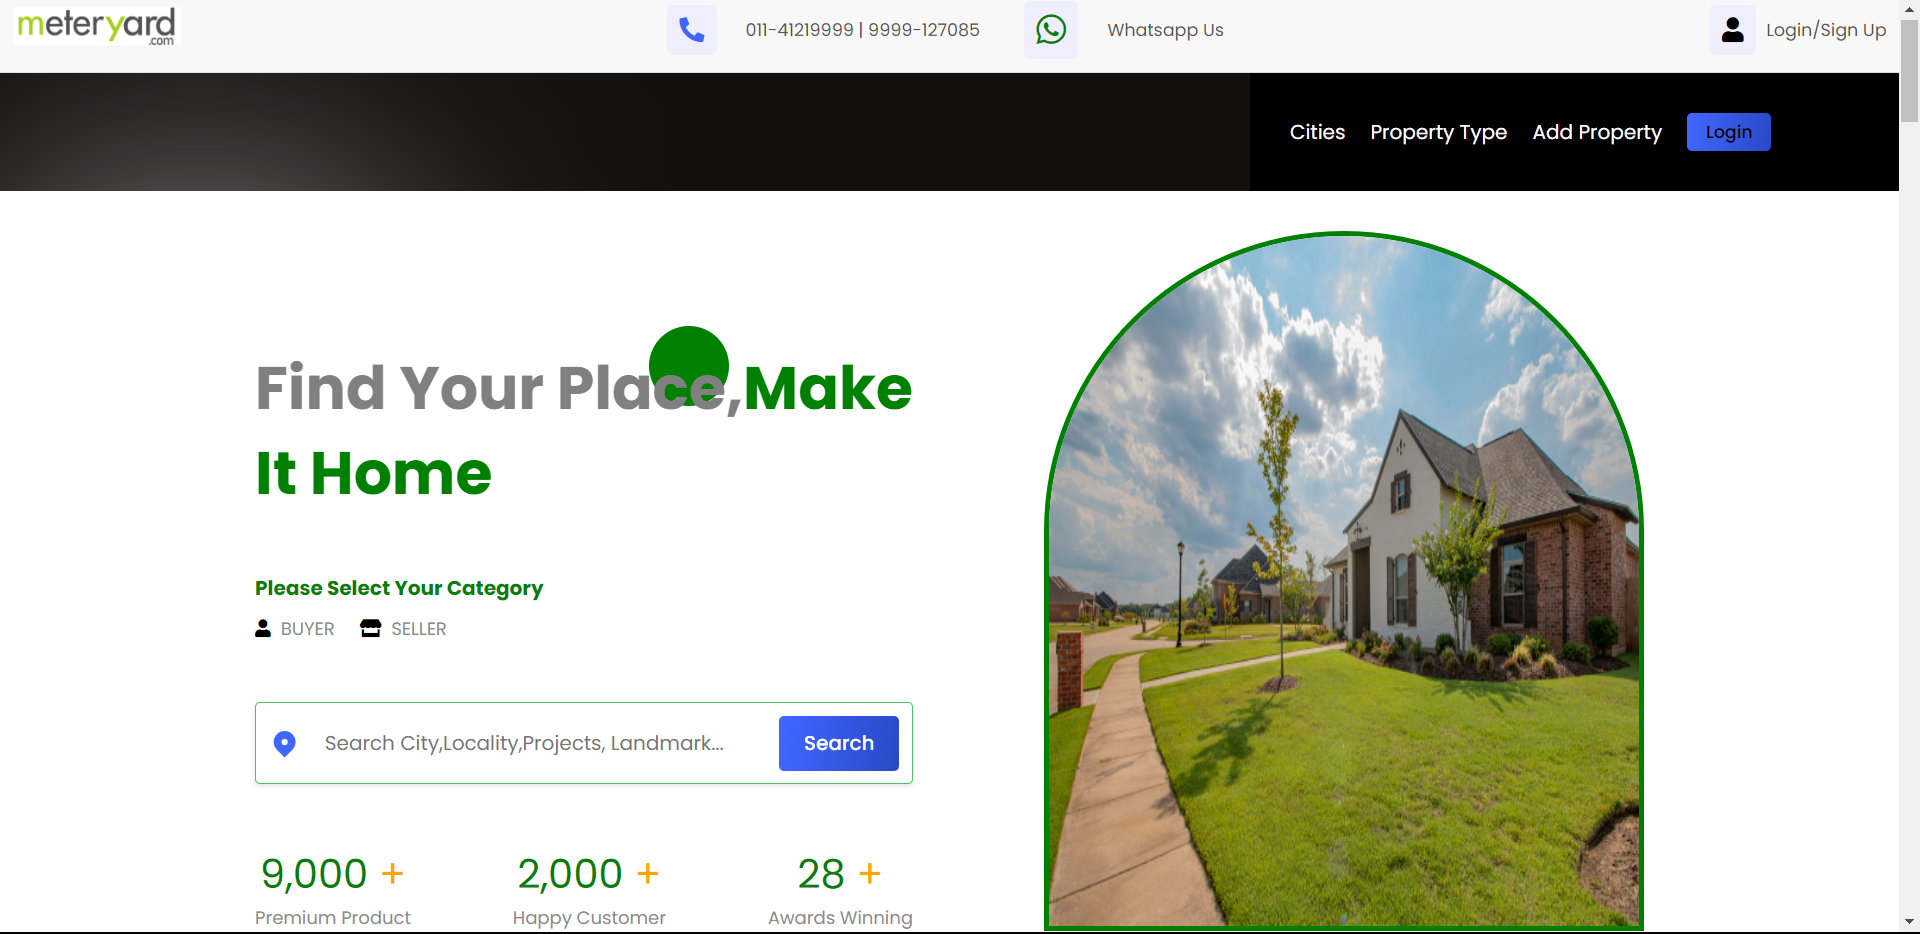 meteryard
.com
011-41219999 | 9999-127085
Whatsapp Us
Login/Sign Up
Cities
Property Type
Add Property
Login
Find Your Place,Make
It Home
Please Select Your Category
BUYER
SELLER
Search City,Locality,Projects, Landmark...
Search
9,000 +
2,000 +
28 +
Premium Product
Happy Customer
Awards Winning